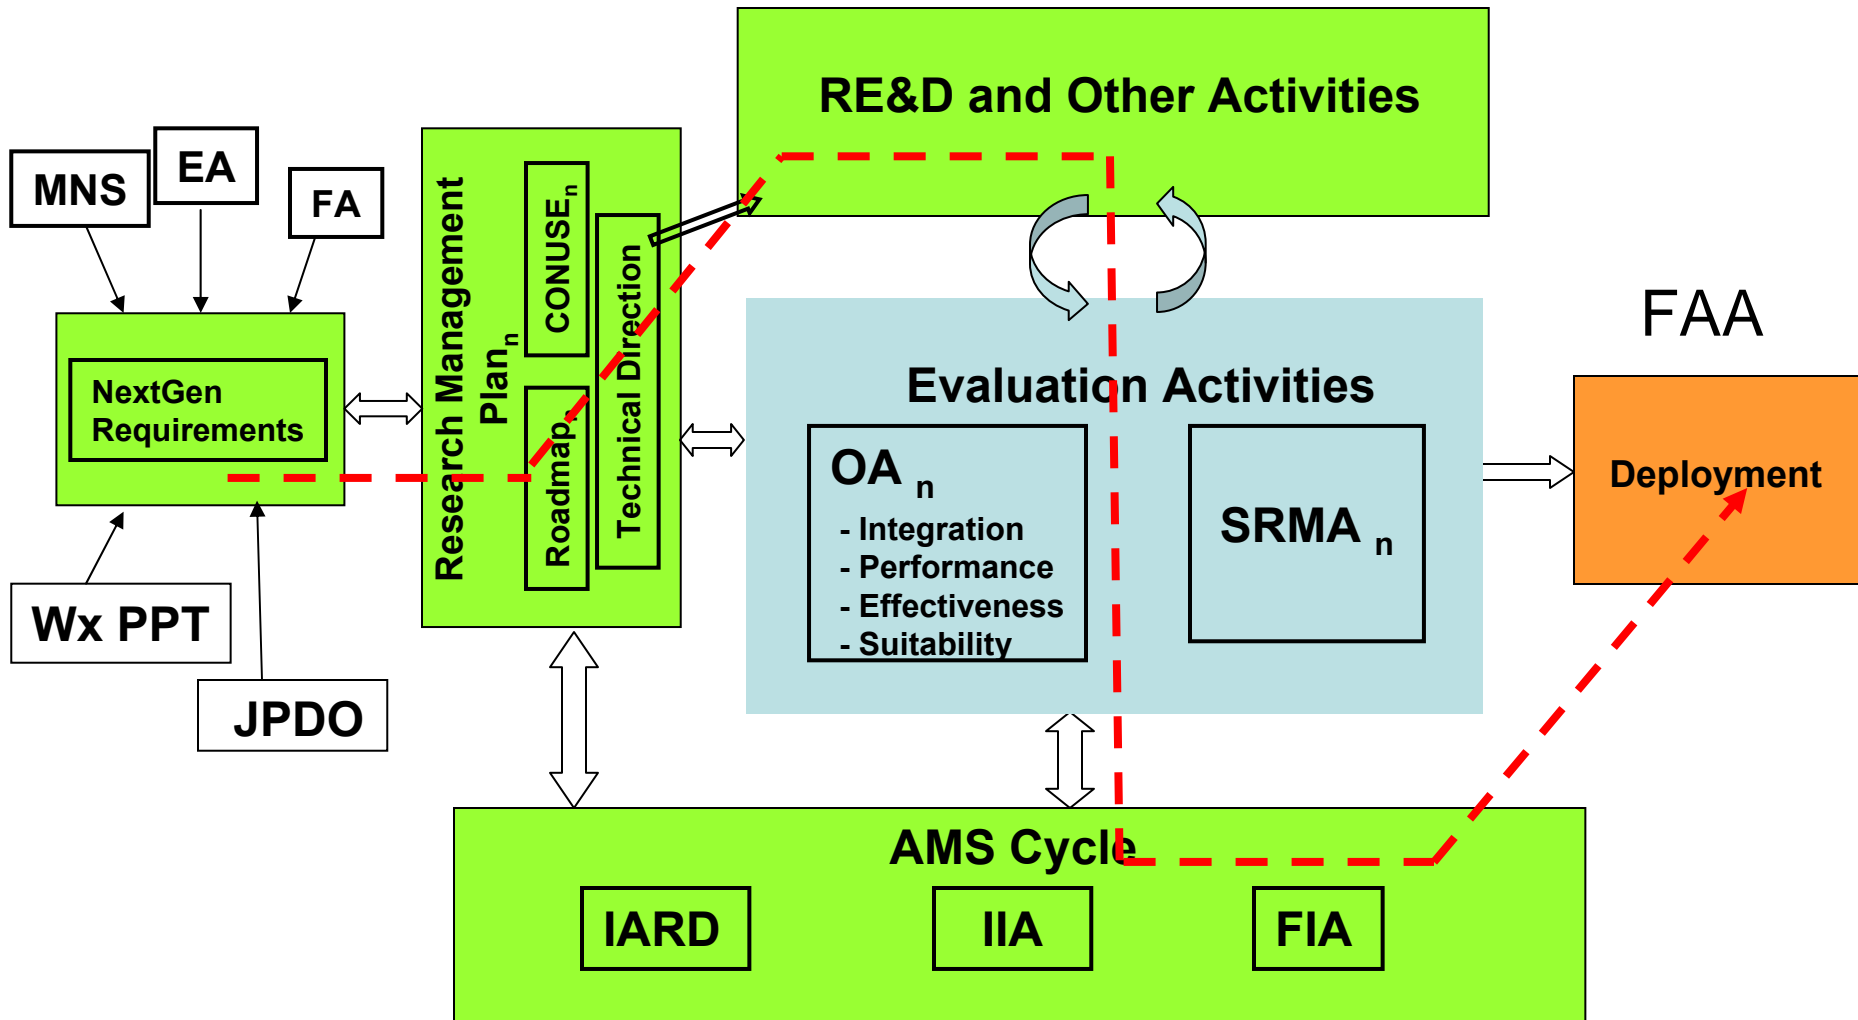 RE&D and Other Activities
MNS
EA
FA
NextGen
Requirements
Wx PPT
JPDO
Research Management
Plan n
CONUSE n
Roadmap n
Technical Direction
Evaluation Activities
OA n
- Integration
- Performance
- Effectiveness
- Suitability
SRMA n
FAA
Deployment
AMS Cycle
IARD
IIA
FIA